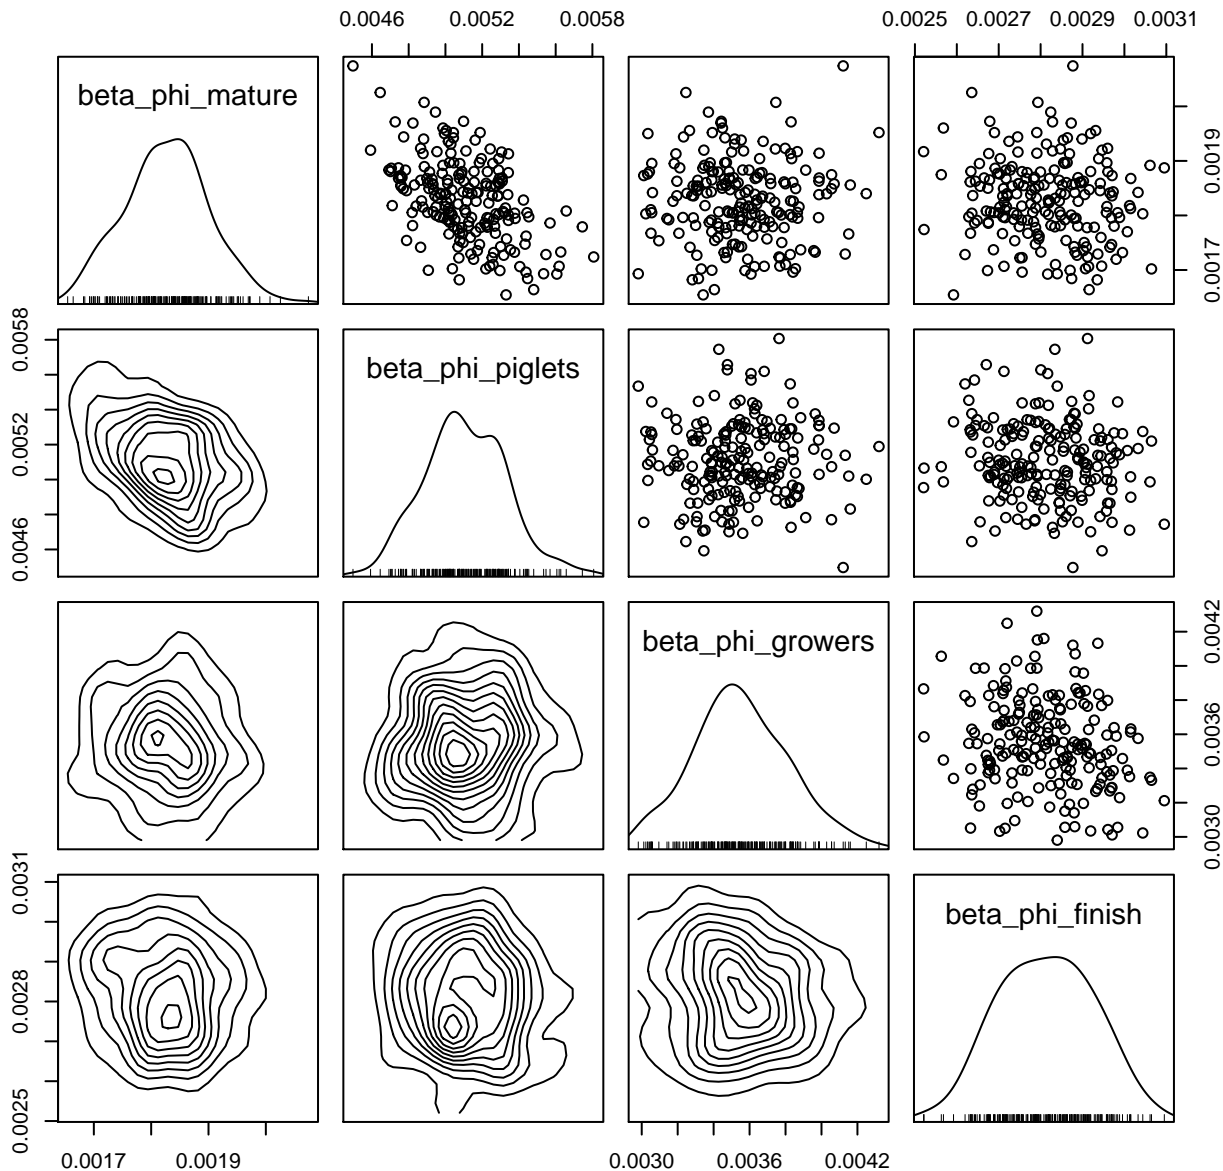 0.0046 0.0052 0.0058 0.0025 0.0027 0.0029 0.0031
beta_phi_mature
0.0017 0.0019
0.0046 0.0052 0.0058
beta_phi_piglets
beta_phi_growers
0.0030 0.0036 0.0042
0.0025 0.0028 0.0031
beta_phi_finish
0.0017 0.0019 0.0030 0.0036 0.0042